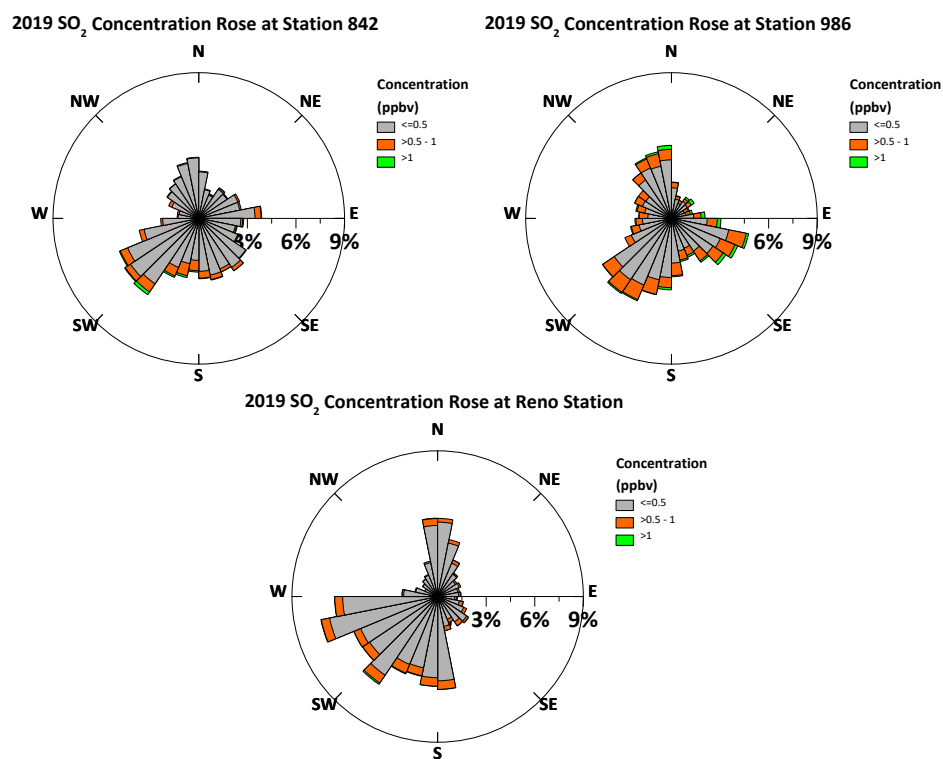 2019 SO2 Concentration Rose at Station 842
N
NW
NE
W
E
3%
6%
9%
SW
SE
S
Concentration
(ppbv)
<=0.5
>0.5 - 1
>1
2019 SO2 Concentration Rose at Station 986
N
NW
NE
W
E
6%
9%
SW
SE
S
Concentration
(ppbv)
<=0.5
>0.5 - 1
>1
2019 SO2 Concentration Rose at Reno Station
N
NW
NE
W
E
3%
6%
9%
SW
SE
S
Concentration
(ppbv)
<=0.5
>0.5 - 1
>1